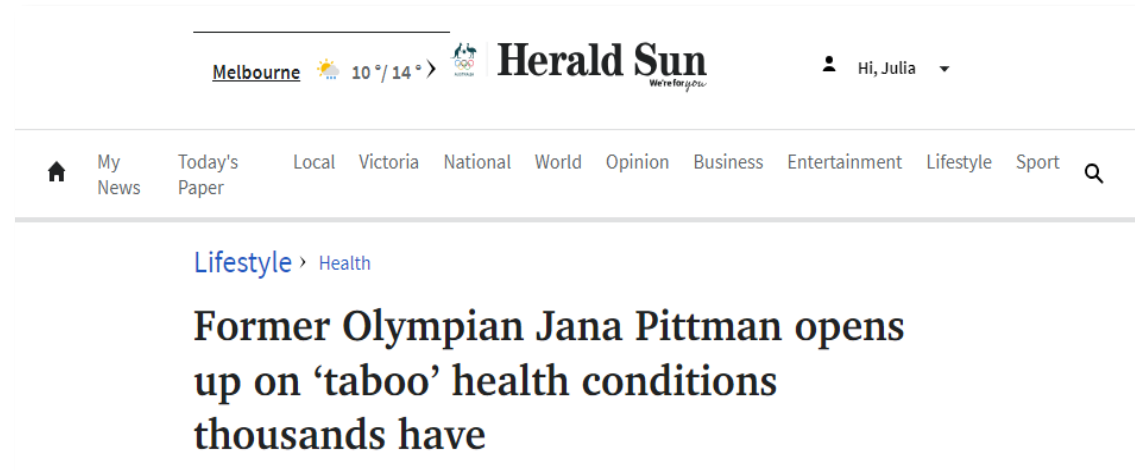 Melbourne 10 °/ 14 ° Herald Sun
We're for you
Hi, Julia
My News
Today's Paper
Local Victoria National World Opinion Business Entertainment Lifestyle Sport
Lifestyle › Health
Former Olympian Jana Pittman opens
up on ‘taboo’ health conditions
thousands have